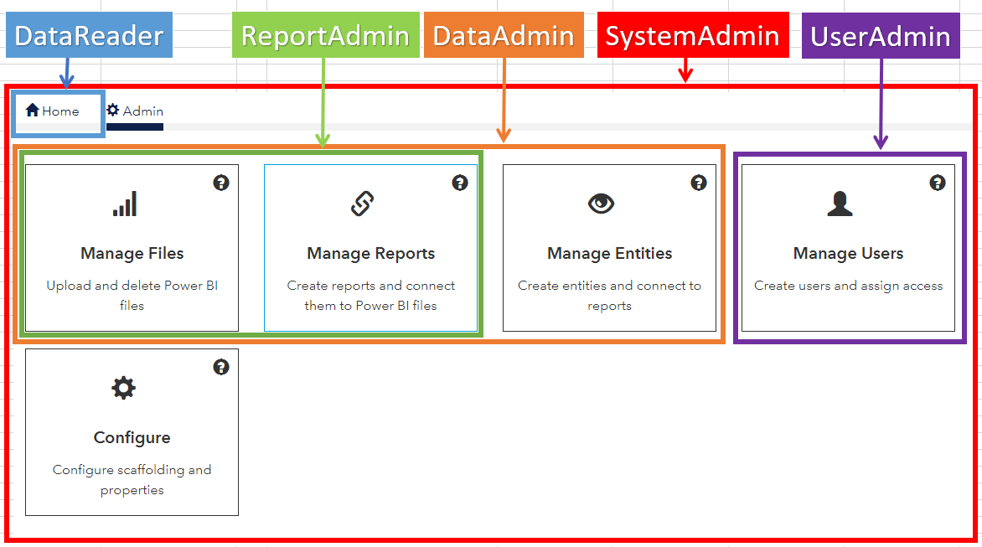 DataReader ReportAdmin DataAdmin SystemAdmin UserAdmin
Home Admin
? ? ? ?
Manage Files Manage Reports Manage Entities Manage Users
Upload and delete Power BI Create reports and connect Create entities and connect to Create users and assign access
files them to Power BI files reports
?
Configure
Configure scaffolding and
properties